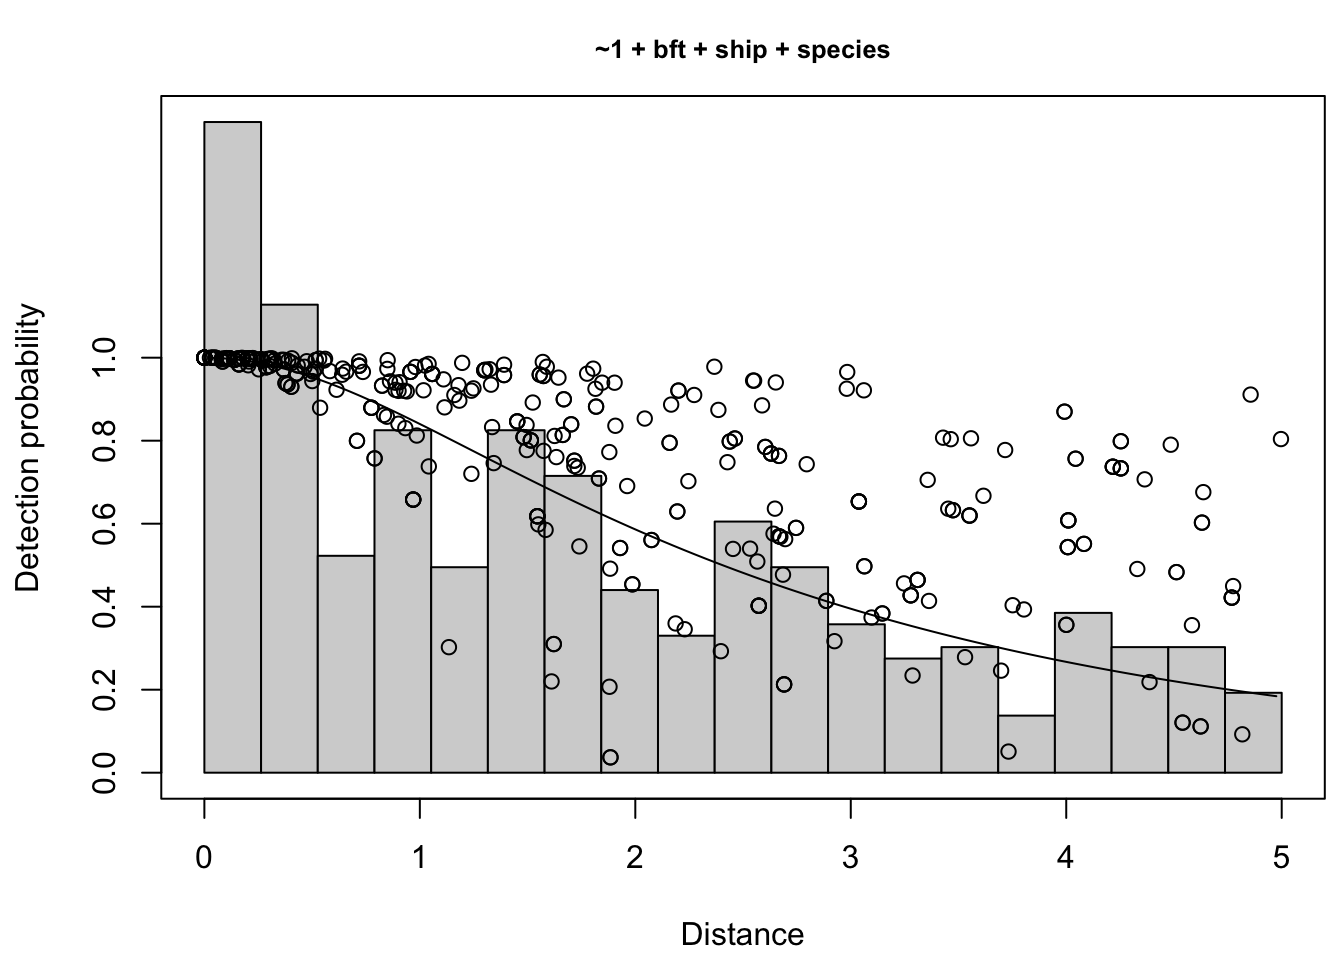 ~1 + bft + ship + species
Detection probability
1.0
0.8
0.6
0.4
0.2
0.0
0 1 2 3 4 5
Distance